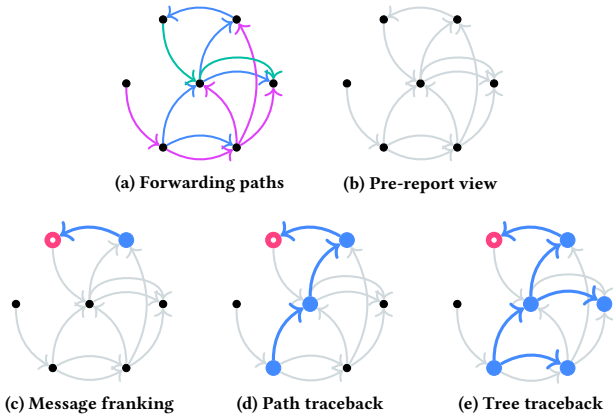 (a) Forwarding paths
(b) Pre-report view
(c) Message franking
(d) Path traceback
(e) Tree traceback